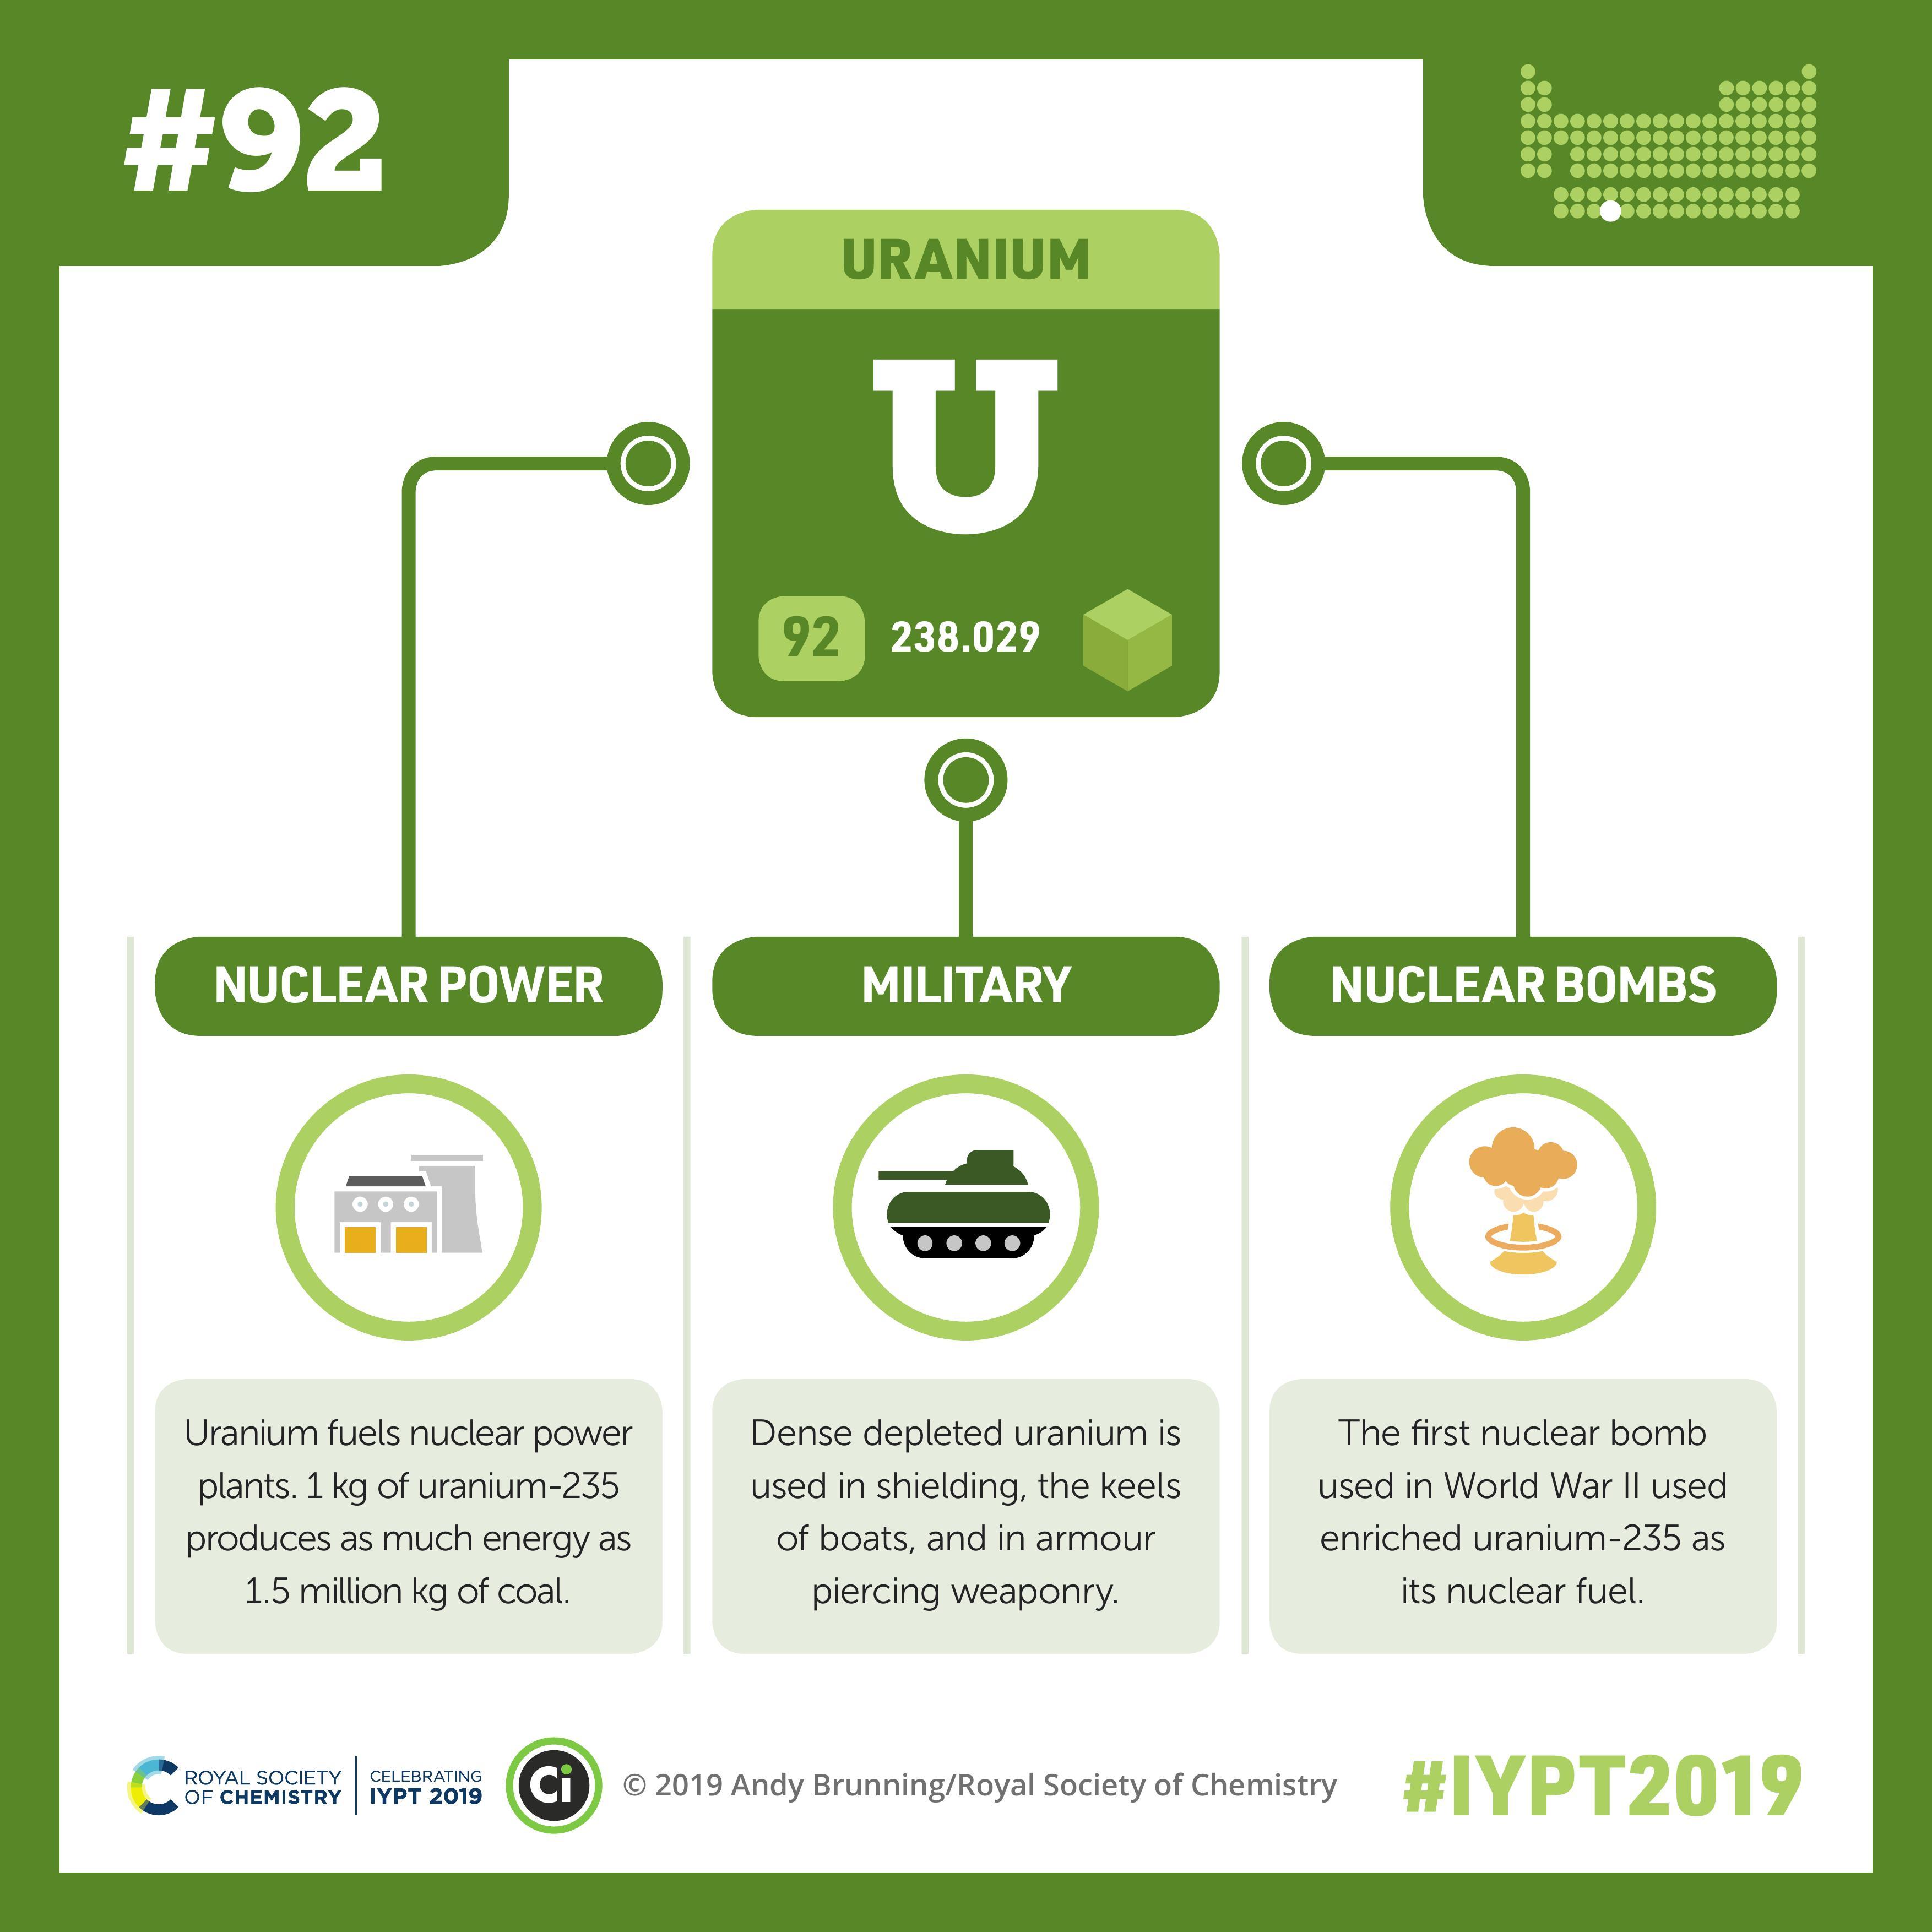 #92
URANIUM
U
92
238.029
NUCLEAR POWER
Uranium fuels nuclear power
plants. 1 kg of uranium-235
produces as much energy as
1.5 million kg of coal.
MILITARY
Dense depleted uranium is
used in shielding, the keels
of boats, and in armour
piercing weaponry.
NUCLEAR BOMBS
The first nuclear bomb
used in World War II used
enriched uranium-235 as
its nuclear fuel.
ROYAL SOCIETY
OF CHEMISTRY
CELEBRATING
IYPT 2019
Ci
© 2019 Andy Brunning/Royal Society of Chemistry
#IYPT2019